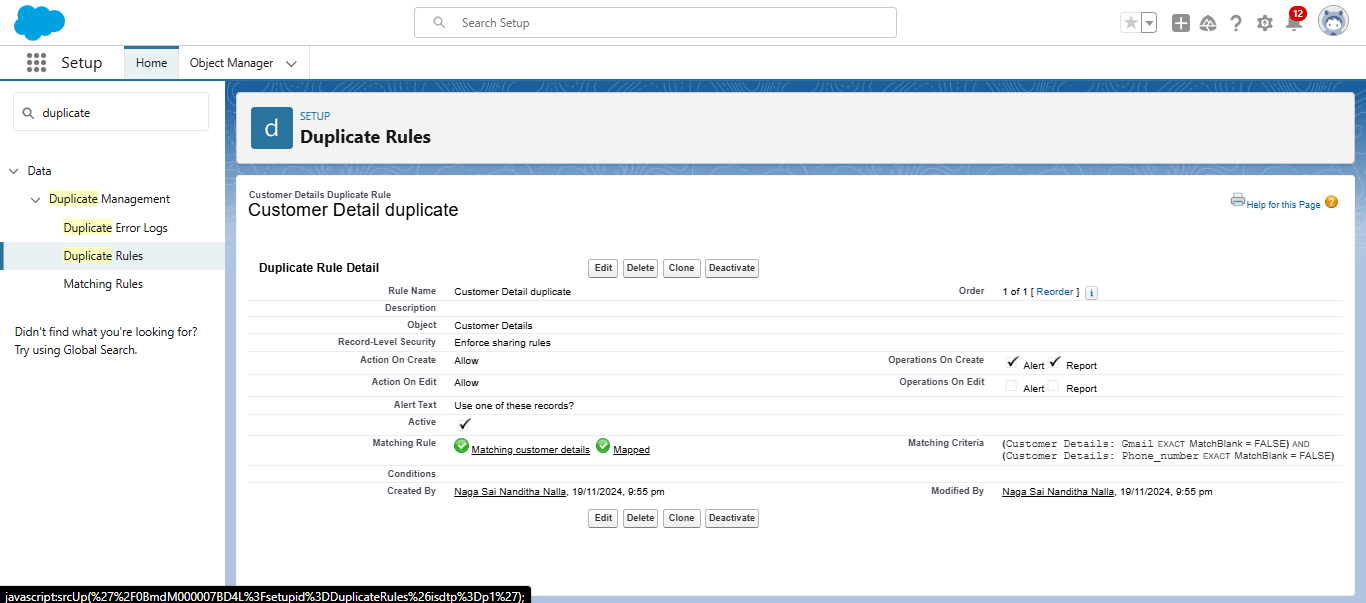 Search Setup
12
Setup
Home
Object Manager
duplicate
Data
Duplicate Management
Duplicate Error Logs
Duplicate Rules
Matching Rules
Didn't find what you're looking for?
Try using Global Search.
d
SETUP
Duplicate Rules
Customer Details Duplicate Rule
Customer Detail duplicate
Help for this Page
Duplicate Rule Detail
Edit Delete Clone Deactivate
Rule Name Customer Detail duplicate Order 1 of 1 [ Reorder ] i
Description
Object Customer Details
Record-Level Security Enforce sharing rules
Action On Create Allow Operations On Create Alert Report
Action On Edit Allow Operations On Edit Alert Report
Alert Text Use one of these records?
Active
Matching Rule Matching customer details Mapped Matching Criteria (Customer Details: Gmail EXACT MatchBlank = FALSE) AND
(Customer Details: Phone_number EXACT MatchBlank = FALSE)
Conditions
Created By Naga Sai Nanditha Nalla, 19/11/2024, 9:55 pm Modified By Naga Sai Nanditha Nalla, 19/11/2024, 9:55 pm
Edit Delete Clone Deactivate
javascript:srcUp(%27%2F0BmdM000007BD4L%3Fsetupid%3DDuplicateRules%26isdtp%3Dp1%27);